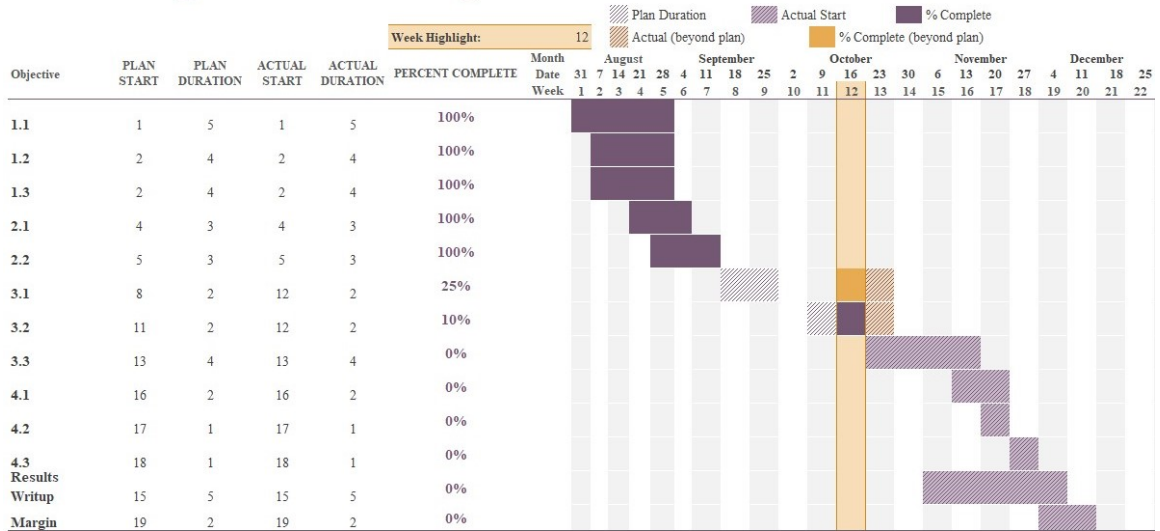 Plan Duration Actual Start % Complete
Week Highlight: 12 Actual (beyond plan) % Complete (beyond plan)
Month August September October November December
Objective PLAN START PLAN DURATION ACTUAL START ACTUAL DURATION PERCENT COMPLETE
Date 31 7 14 21 28 4 11 18 25 2 9 16 23 30 6 13 20 27 4 11 18 25
Week 1 2 3 4 5 6 7 8 9 10 11 12 13 14 15 16 17 18 19 20 21 22
1.1 1 5 1 5 100%
1.2 2 4 2 4 100%
1.3 2 4 2 4 100%
2.1 4 3 4 3 100%
2.2 5 3 5 3 100%
3.1 8 2 12 2 25%
3.2 11 2 12 2 10%
3.3 13 4 13 4 0%
4.1 16 2 16 2 0%
4.2 17 1 17 1 0%
4.3 18 1 18 1 0%
Results
Writup 15 5 15 5 0%
Margin 19 2 19 2 0%